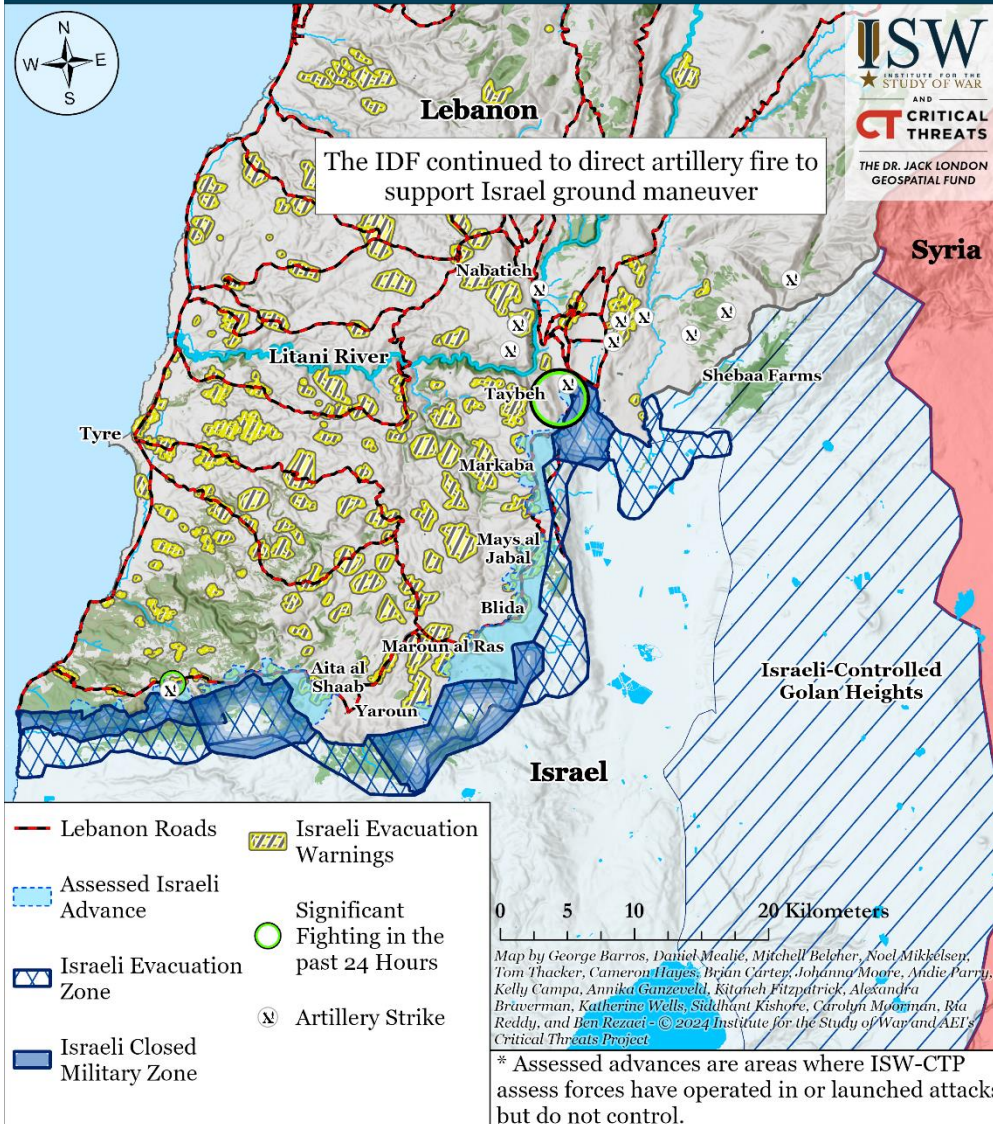 N
W E
S
ISW
INSTITUTE FOR THE
STUDY OF WAR
AND
CT CRITICAL
THREATS
THE DR. JACK LONDON
GEOSPATIAL FUND
Lebanon
The IDF continued to direct artillery fire to
support Israel ground maneuver
Syria
Nabatieh
Litani River
Shebaa Farms
Taybeh
Tyre
Markaba
Mays al
Jabal
Blida
Maroun al Ras
Aita al
Shaab
Yaroun
Israeli-Controlled
Golan Heights
Israel
Lebanon Roads
Assessed Israeli
Advance
Israeli Evacuation
Zone
Israeli Closed
Military Zone
Israeli Evacuation
Warnings
Significant
Fighting in the
past 24 Hours
Artillery Strike
0 5 10 20 Kilometers
Map by George Barros, Daniel Mealie, Mitchell Belcher, Noel Mikkelsen,
Tom Thacker, Cameron Hayes, Brian Carter, Johanna Moore, Andie Parry,
Kelly Campa, Annika Ganzeveld, Kitaneh Fitzpatrick, Alexandra
Braverman, Katherine Wells, Siddhant Kishore, Carolyn Moorman, Ria
Reddy, and Ben Rezaei - © 2024 Institute for the Study of War and AEI's
Critical Threats Project
* Assessed advances are areas where ISW-CTP
assess forces have operated in or launched attacks
but do not control.